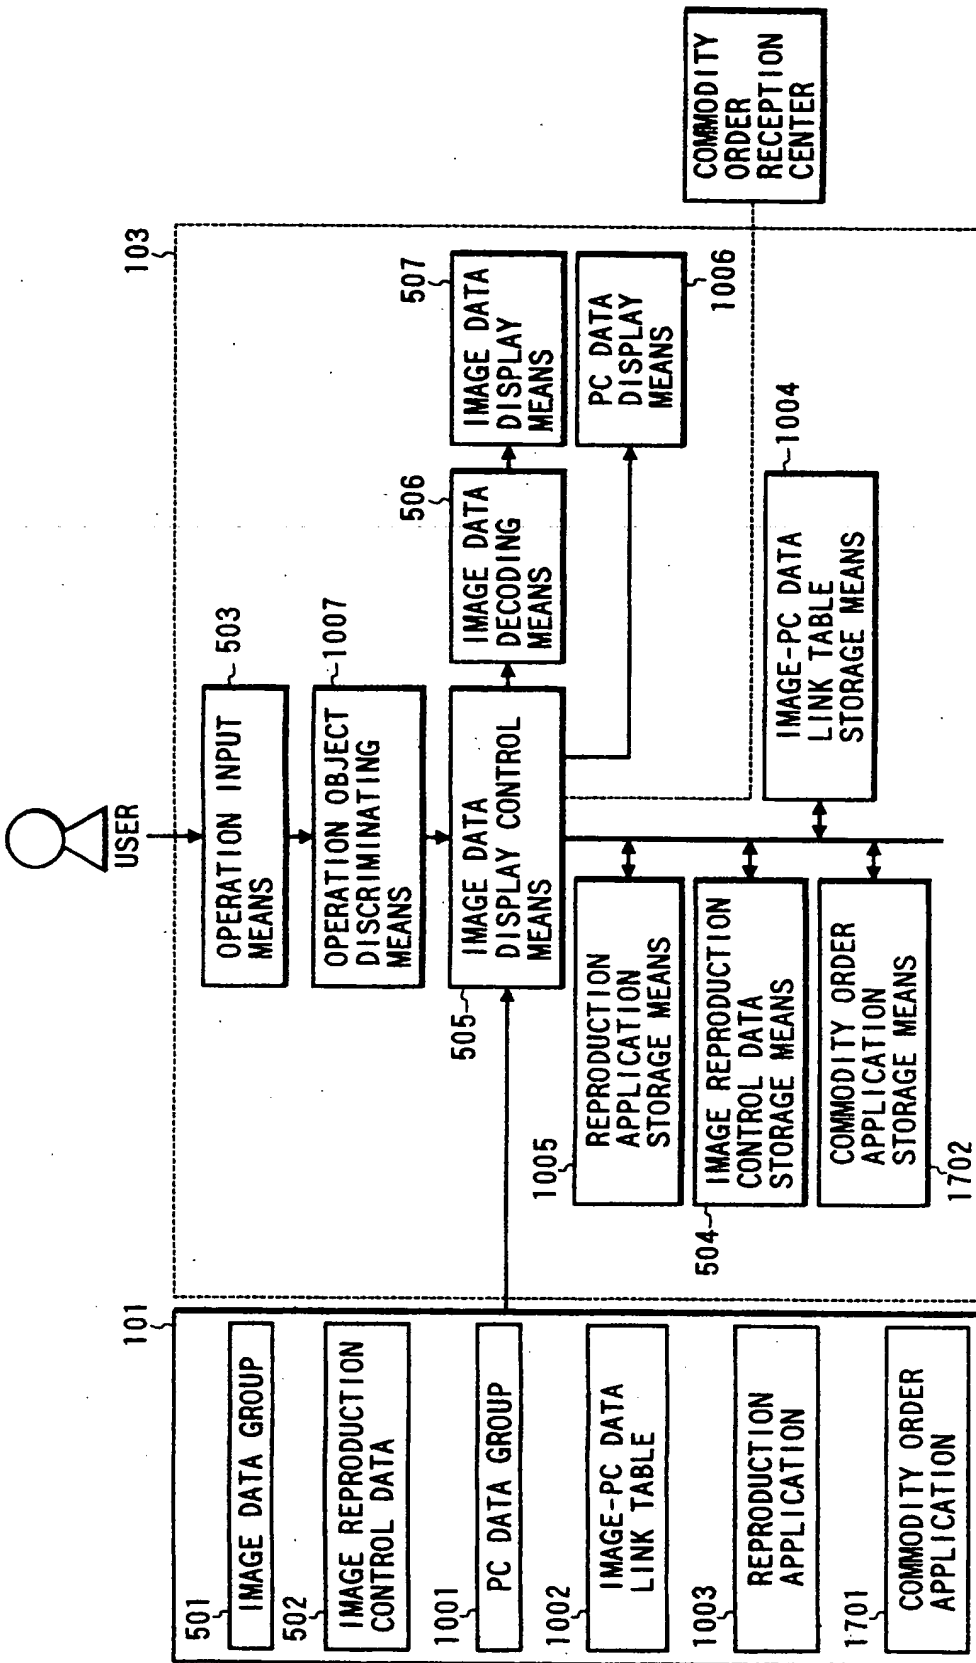 101
501
IMAGE DATA GROUP
502
IMAGE REPRODUCTION
CONTROL DATA
1001
PC DATA GROUP
1002
IMAGE-PC DATA
LINK TABLE
1003
REPRODUCTION
APPLICATION
1701
COMMODITY ORDER
APPLICATION
USER
103
503
OPERATION INPUT
MEANS
1007
OPERATION OBJECT
DISCRIMINATING
MEANS
505
IMAGE DATA
DISPLAY CONTROL
MEANS
506
IMAGE DATA
DECODING
MEANS
507
IMAGE DATA
DISPLAY
MEANS
PC DATA
DISPLAY
MEANS
1006
1005
REPRODUCTION
APPLICATION
STORAGE MEANS
504
IMAGE REPRODUCTION
CONTROL DATA
STORAGE MEANS
COMMODITY ORDER
APPLICATION
STORAGE MEANS
1702
1004
IMAGE-PC DATA
LINK TABLE
STORAGE MEANS
COMMODITY
ORDER
RECEPTION
CENTER